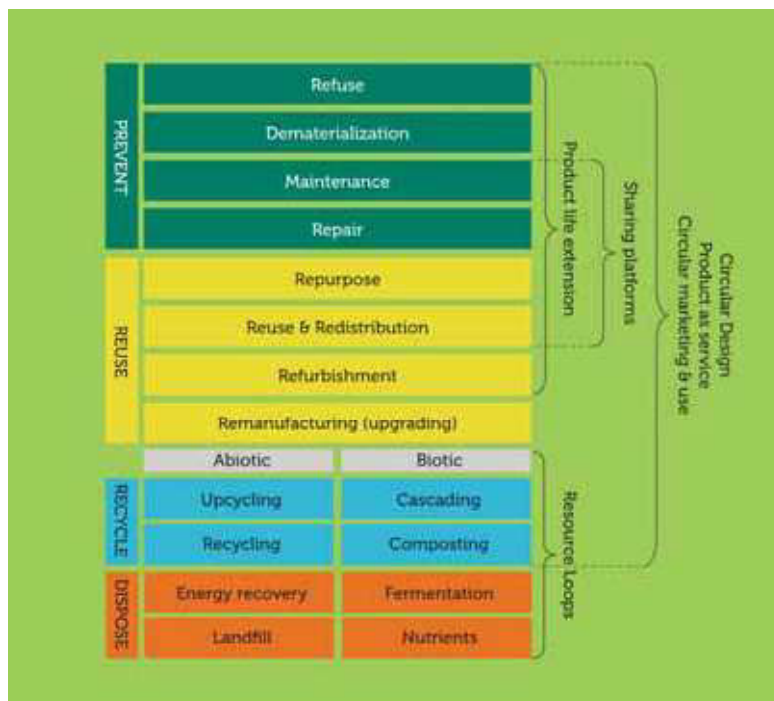 PREVENT
Refuse
Dematerialization
Maintenance
Repair
REUSE
Repurpose
Reuse & Redistribution
Refurbishment
Remanufacturing (upgrading)
Abiotic
Biotic
RECYCLE
Upcycling
Cascading
Recycling
Composting
DISPOSE
Energy recovery
Fermentation
Landfill
Nutrients
Product life extension
Sharing platforms
Circular Design
Product as service
Circular marketing & use
Resource Loops